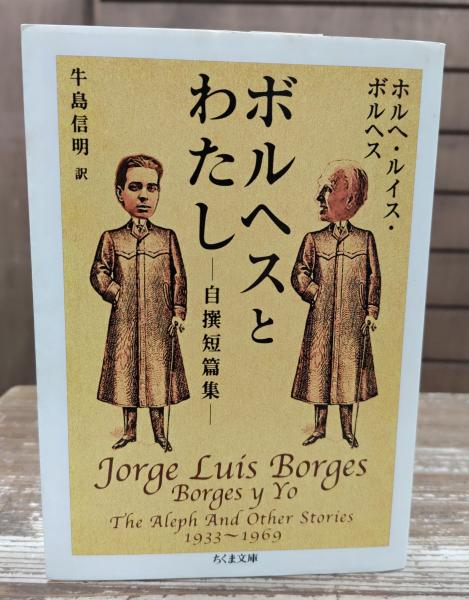 ホルヘ・ルイス・
ボルヘス
ボルヘスと
わたし
―自撰短篇集―
牛島信明 訳
Jorge Luis Borges
Borges y Yo
The Aleph And Other Stories
1933~1969
ちくま文庫